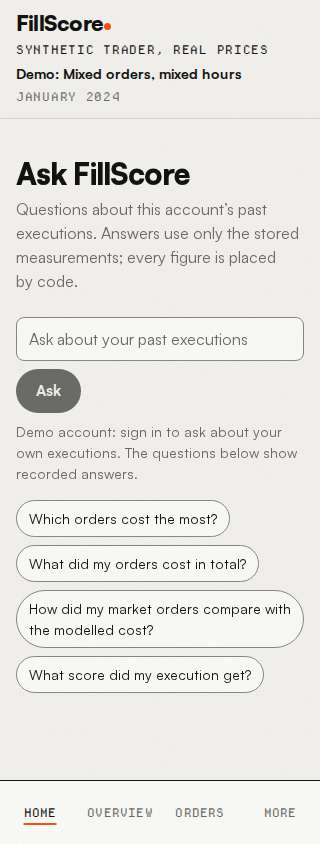 FillScore
SYNTHETIC TRADER, REAL PRICES
Demo: Mixed orders, mixed hours
JANUARY 2024
Ask FillScore
Questions about this account’s past
executions. Answers use only the stored
measurements; every figure is placed
by code.
Ask about your past executions
Ask
Demo account: sign in to ask about your
own executions. The questions below show
recorded answers.
Which orders cost the most?
What did my orders cost in total?
How did my market orders compare with
the modelled cost?
What score did my execution get?
HOME OVERVIEW ORDERS MORE